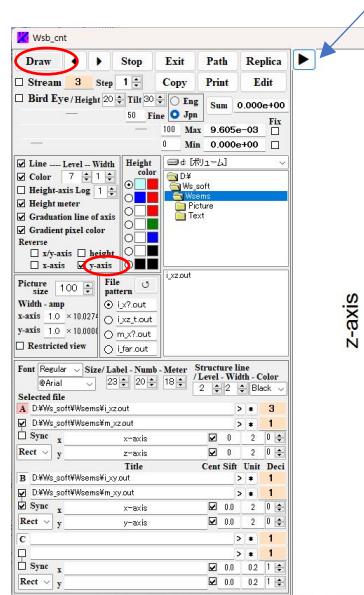 Wsb_cnt
Draw Stop Exit Path Replica
Stream 3 Step 1 Copy Print Edit
Bird Eye / Height 20 Tilt 30 Eng Sum 0.000e+00
50 Fine Jpn
Fix
100 Max 9.605e-03
0 Min 0.000e+00
Line ---- Level -- Width Height color
d: [ﾎﾞﾘｭｰﾑ]
Color 7 1
Height-axis Log 1
Height meter
Graduation line of axis
Gradient pixel color
Reverse
x/y-axis height
x-axis y-axis
D:¥
Ws_soft
Wsems
Picture
Text
Picture size 100
File pattern
Width - amp
x-axis 1.0 ×10.0274
y-axis 1.0 ×10.0000
Restricted view
i_x?.out
i_xz_t.out
m_x?.out
i_far.out
i_xz.out
Font Regular Size/ Label - Numb - Meter
@Arial 23 20 18
Structure line
/ Level - Width - Color
2 2 Black
Selected file
A D:¥Ws_soft¥Wsems¥i_xz.out > * 3
D:¥Ws_soft¥Wsems¥m_xz.out > * 1
Sync x x-axis 0 2 0
Rect y z-axis 0 2 0
Title Cent Sift Unit Deci
B D:¥Ws_soft¥Wsems¥i_xy.out > * 1
D:¥Ws_soft¥Wsems¥m_xy.out > * 1
Sync x x-axis 0.0 2 0
Rect y y-axis 0.0 2 0
C > * 1
> * 1
Sync x 0.0 0.2 1
Rect y 0.0 0.2 1
z-axis